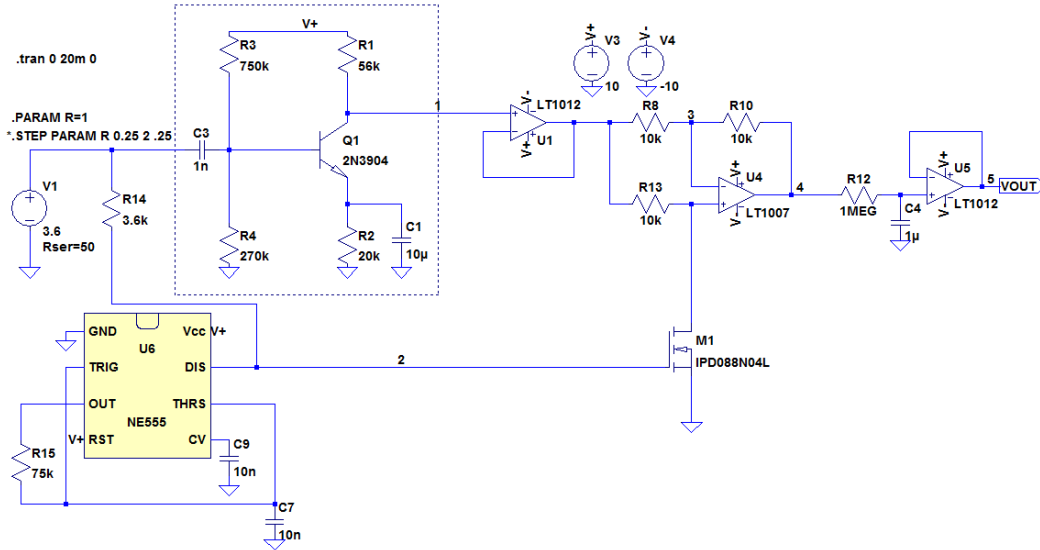 .tran 0 20m 0
.PARAM R=1
*.STEP PARAM R 0.25 2 .25
V1
3.6
Rser=50
R14
3.6k
C3
1n
V+
R3
750k
R1
56k
Q1
2N3904
R4
270k
R2
20k
C1
10µ
1
V-
LT1012
U1
V+
V+
V3
10
V-
V4
-10
R8
10k
3
R10
10k
R13
10k
V+
U4
LT1007
V-
4
R12
1MEG
C4
1µ
V+
U5
LT1012
V-
5
VOUT
GND
Vcc
V+
U6
TRIG
DIS
2
M1
IPD088N04L
OUT
THRS
NE555
V+
RST
CV
C9
10n
R15
75k
C7
10n